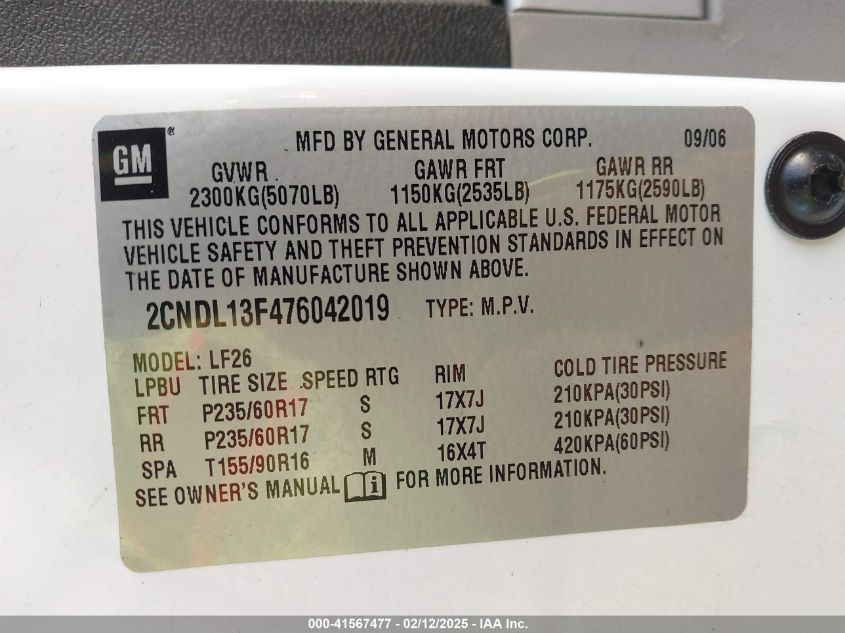 GM ® MFD BY GENERAL MOTORS CORP. 09/06
GVWR GAWR FRT GAWR RR
2300KG(5070LB) 1150KG(2535LB) 1175KG(2590LB)
THIS VEHICLE CONFORMS TO ALL APPLICABLE U.S. FEDERAL MOTOR
VEHICLE SAFETY AND THEFT PREVENTION STANDARDS IN EFFECT ON
THE DATE OF MANUFACTURE SHOWN ABOVE.
2CNDL13F476042019 TYPE: M.P.V.
MODEL: LF26
LPBU TIRE SIZE SPEED RTG RIM COLD TIRE PRESSURE
FRT P235/60R17 S 17X7J 210KPA(30PSI)
RR P235/60R17 S 17X7J 210KPA(30PSI)
SPA T155/90R16 M 16X4T 420KPA(60PSI)
SEE OWNER'S MANUAL i FOR MORE INFORMATION.
000-41567477 - 02/12/2025 - IAA Inc.